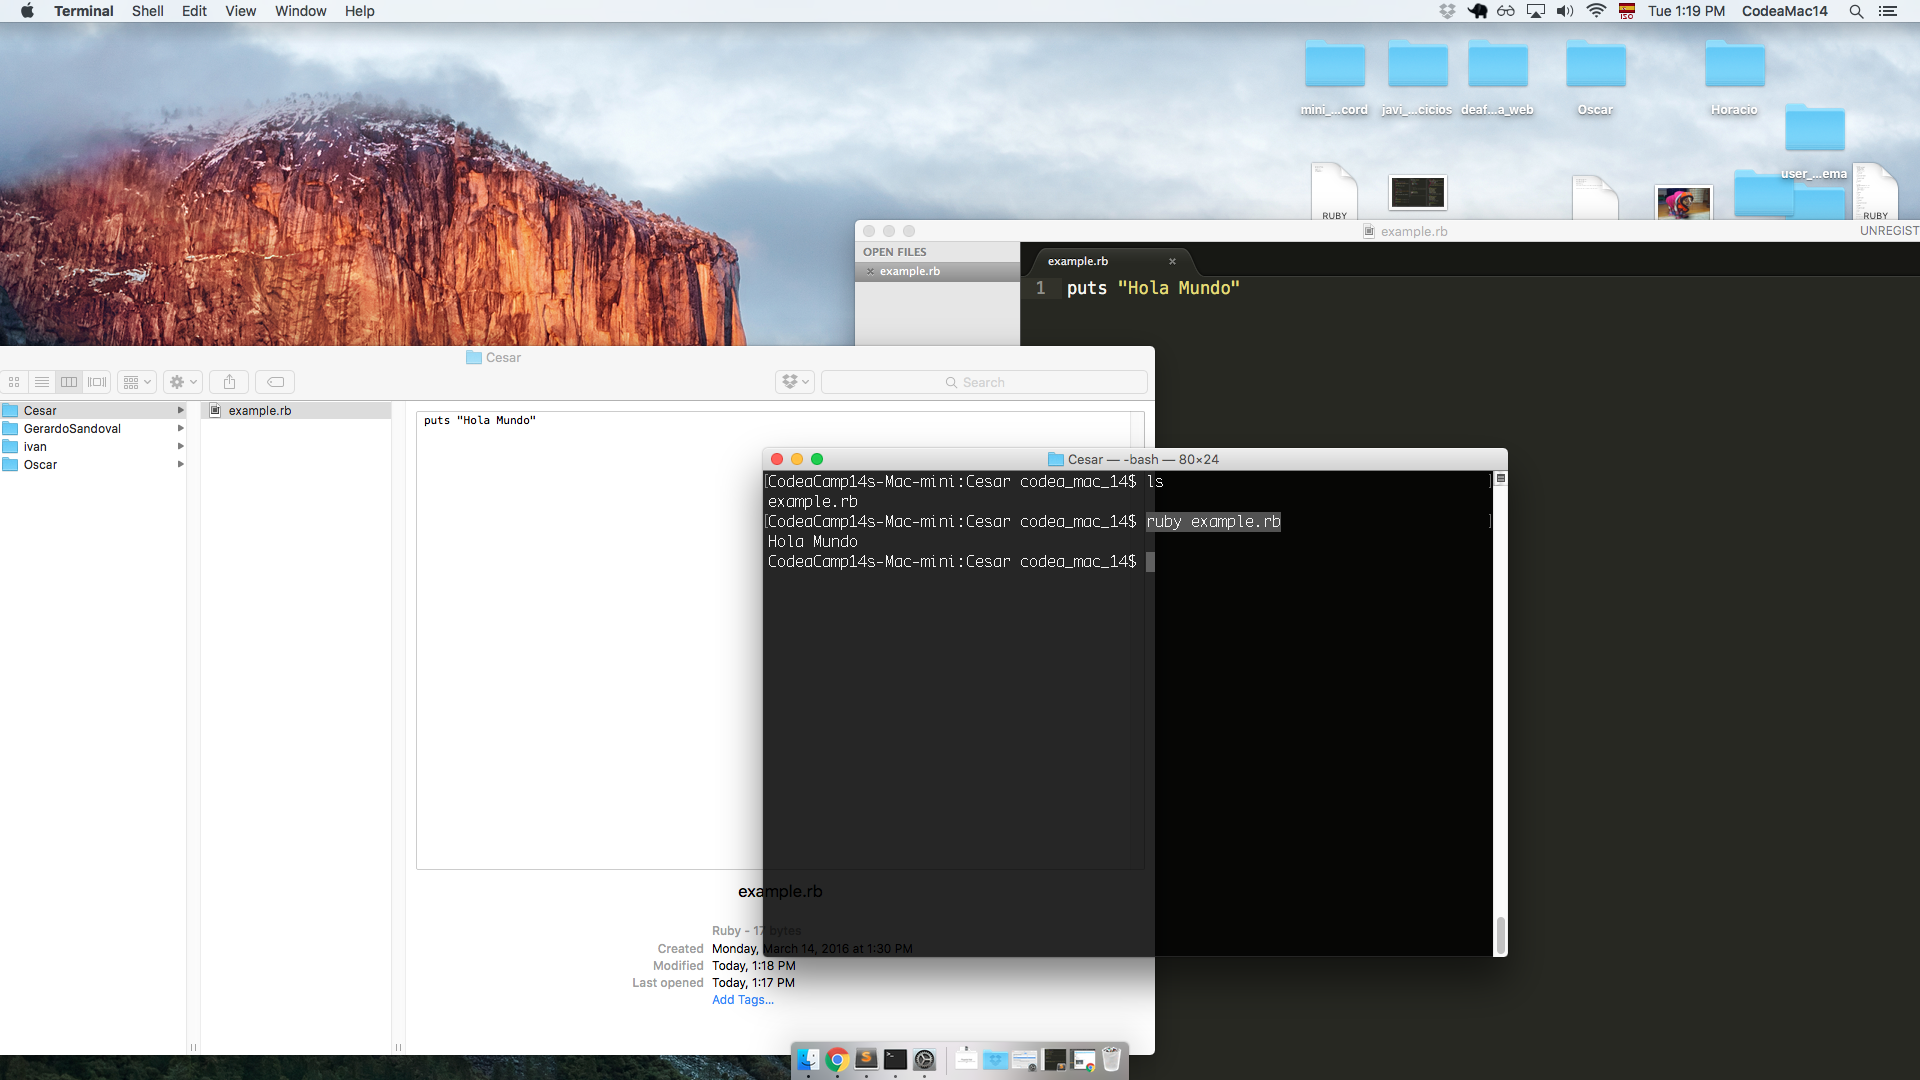 Terminal Shell Edit View Window Help
ISO Tue 1:19 PM CodeaMac14
mini_...cord javi_...cicios deaf...a_web Oscar Horacio
user_...ema
RUBY RUBY
example.rb UNREGIST
OPEN FILES
example.rb
example.rb
1 puts "Hola Mundo"
Cesar
Search
Cesar
GerardoSandoval
ivan
Oscar
example.rb
puts "Hola Mundo"
example.rb
Ruby - 17 bytes
Created Monday, March 14, 2016 at 1:30 PM
Modified Today, 1:18 PM
Last opened Today, 1:17 PM
Add Tags...
Cesar — -bash — 80×24
[CodeaCamp14s-Mac-mini:Cesar codea_mac_14$ ls ]
example.rb
[CodeaCamp14s-Mac-mini:Cesar codea_mac_14$ ruby example.rb ]
Hola Mundo
CodeaCamp14s-Mac-mini:Cesar codea_mac_14$